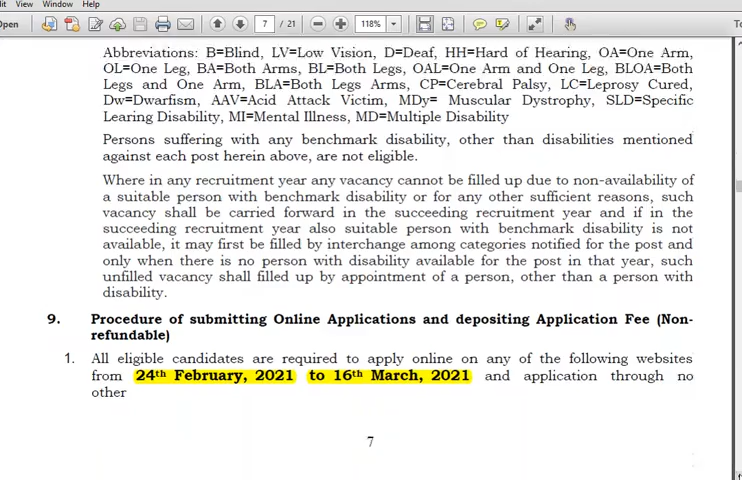 View Window Help
Open 7 / 21 118%
Abbreviations: B=Blind, LV=Low Vision, D=Deaf, HH=Hard of Hearing, OA=One Arm,
OL=One Leg, BA=Both Arms, BL=Both Legs, OAL=One Arm and One Leg, BLOA=Both
Legs and One Arm, BLA=Both Legs Arms, CP=Cerebral Palsy, LC=Leprosy Cured,
Dw=Dwarfism, AAV=Acid Attack Victim, MDy= Muscular Dystrophy, SLD=Specific
Learing Disability, MI=Mental Illness, MD=Multiple Disability
Persons suffering with any benchmark disability, other than disabilities mentioned
against each post herein above, are not eligible.
Where in any recruitment year any vacancy cannot be filled up due to non-availability of
a suitable person with benchmark disability or for any other sufficient reasons, such
vacancy shall be carried forward in the succeeding recruitment year and if in the
succeeding recruitment year also suitable person with benchmark disability is not
available, it may first be filled by interchange among categories notified for the post and
only when there is no person with disability available for the post in that year, such
unfilled vacancy shall filled up by appointment of a person, other than a person with
disability.
9. Procedure of submitting Online Applications and depositing Application Fee (Non-
refundable)
1. All eligible candidates are required to apply online on any of the following websites
from 24th February, 2021 to 16th March, 2021 and application through no
other
7